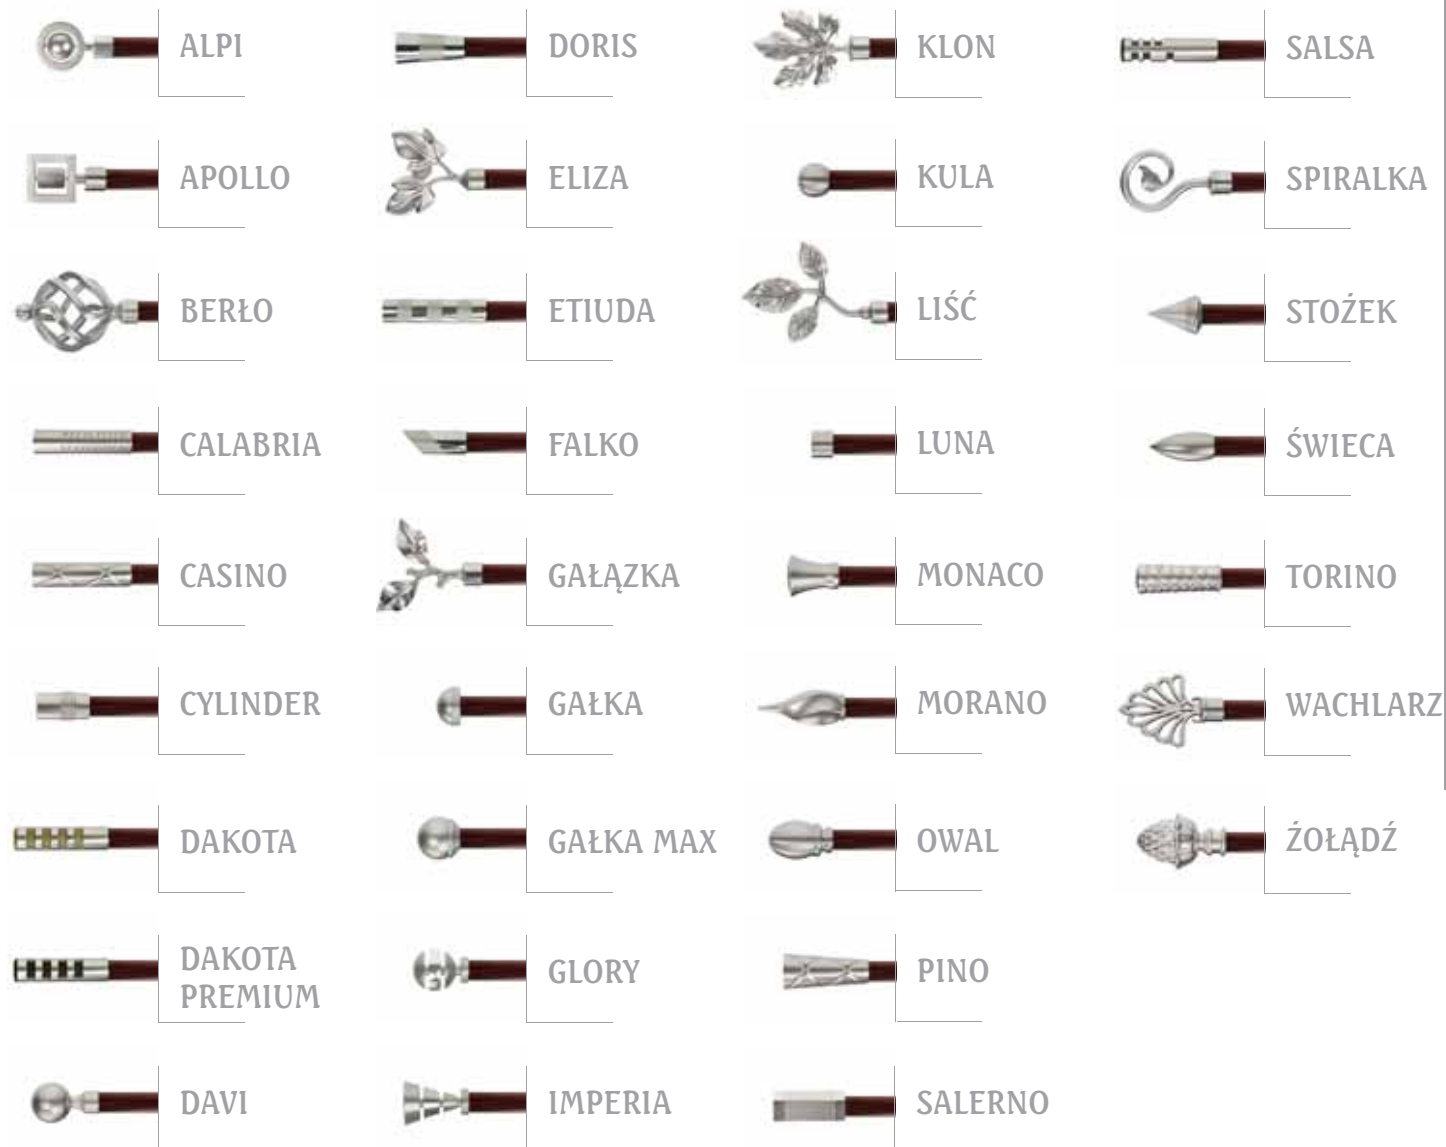 ALPI
APOLLO
BERŁO
CALABRIA
CASINO
CYLINDER
DAKOTA
DAKOTA
PREMIUM
DAVI
DORIS
ELIZA
ETIUDA
FALKO
GAŁĄZKA
GAŁKA
GAŁKA MAX
GLORY
IMPERIA
KLON
KULA
LIŚĆ
LUNA
MONACO
MORANO
OWAL
PINO
SALERNO
SALSA
SPIRALKA
STOŻEK
ŚWIECA
TORINO
WACHLARZ
ŻOŁĄDŹ